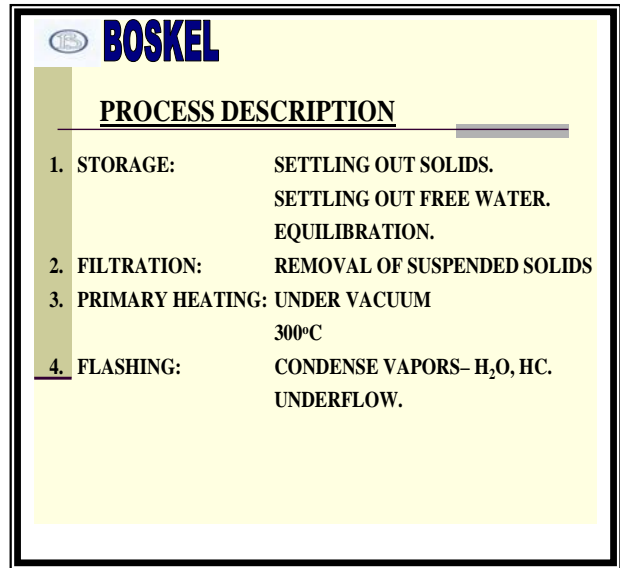 BOSKEL
PROCESS DESCRIPTION
1. STORAGE: SETTLING OUT SOLIDS.
SETTLING OUT FREE WATER.
EQUILIBRATION.
2. FILTRATION: REMOVAL OF SUSPENDED SOLIDS
3. PRIMARY HEATING: UNDER VACUUM
300°C
4. FLASHING: CONDENSE VAPORS– H₂O, HC.
UNDERFLOW.